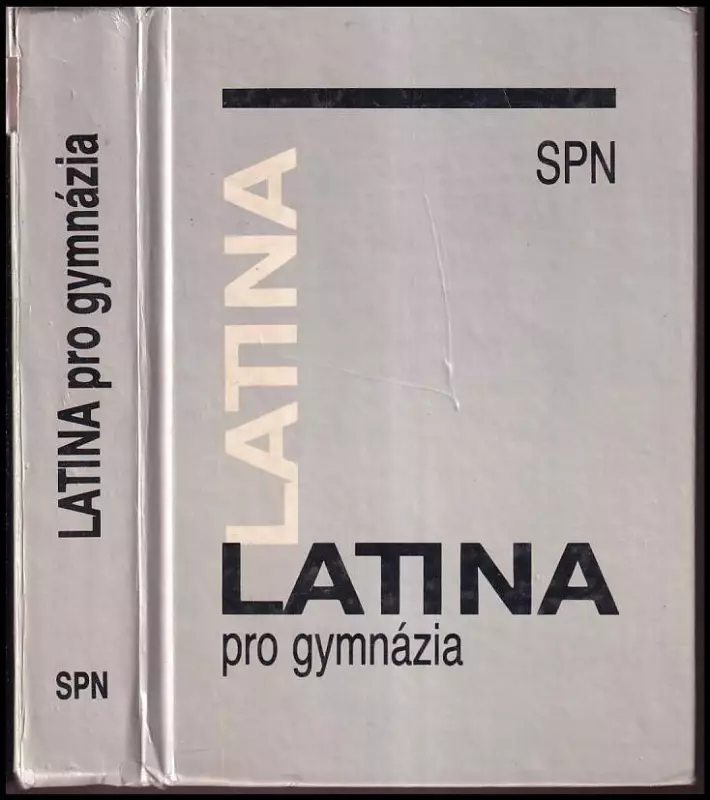 LATINA pro gymnázia
SPN
SPN
LATINA
LATINA
pro gymnázia